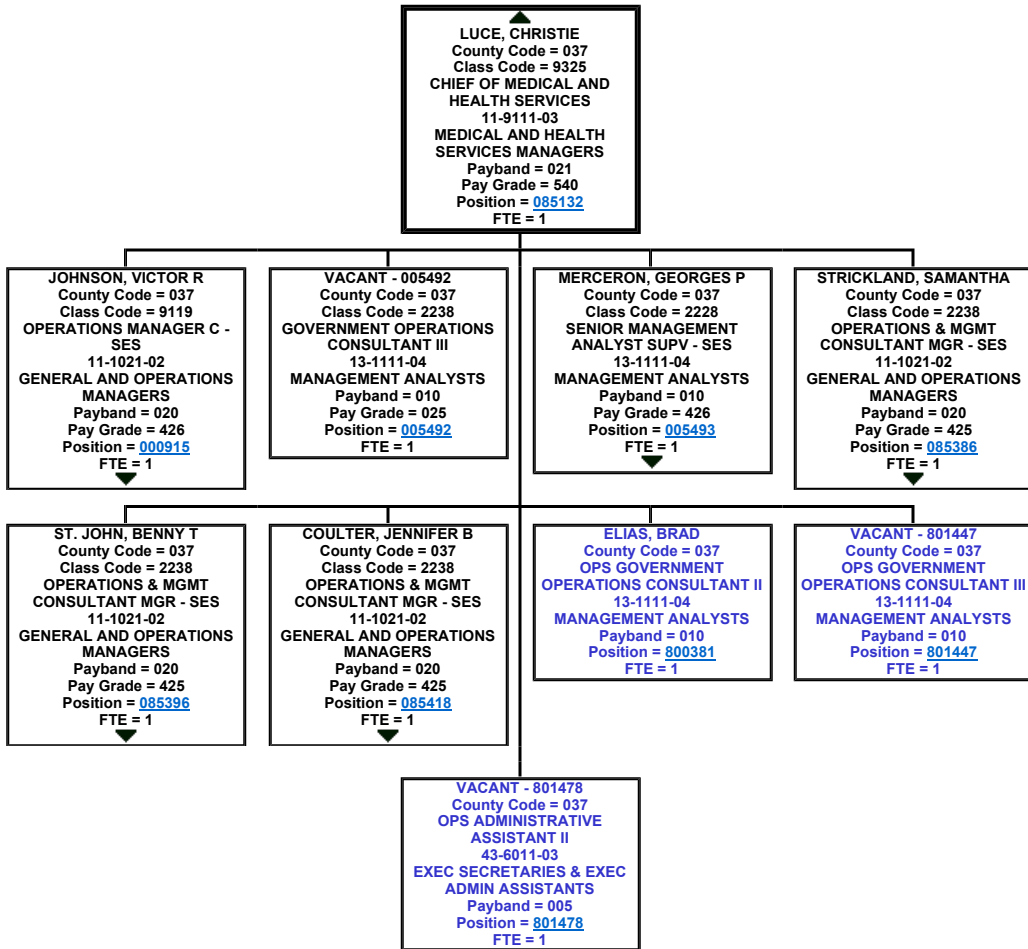 LUCE, CHRISTIE
County Code = 037
Class Code = 9325
CHIEF OF MEDICAL AND
HEALTH SERVICES
11-9111-03
MEDICAL AND HEALTH
SERVICES MANAGERS
Payband = 021
Pay Grade = 540
Position = 085132
FTE = 1
JOHNSON, VICTOR R
County Code = 037
Class Code = 9119
OPERATIONS MANAGER C -
SES
11-1021-02
GENERAL AND OPERATIONS
MANAGERS
Payband = 020
Pay Grade = 426
Position = 000915
FTE = 1
VACANT - 005492
County Code = 037
Class Code = 2238
GOVERNMENT OPERATIONS
CONSULTANT III
13-1111-04
MANAGEMENT ANALYSTS
Payband = 010
Pay Grade = 025
Position = 005492
FTE = 1
MERCERON, GEORGES P
County Code = 037
Class Code = 2228
SENIOR MANAGEMENT
ANALYST SUPV - SES
13-1111-04
MANAGEMENT ANALYSTS
Payband = 010
Pay Grade = 426
Position = 005493
FTE = 1
STRICKLAND, SAMANTHA
County Code = 037
Class Code = 2238
OPERATIONS & MGMT
CONSULTANT MGR - SES
11-1021-02
GENERAL AND OPERATIONS
MANAGERS
Payband = 020
Pay Grade = 425
Position = 085386
FTE = 1
ST. JOHN, BENNY T
County Code = 037
Class Code = 2238
OPERATIONS & MGMT
CONSULTANT MGR - SES
11-1021-02
GENERAL AND OPERATIONS
MANAGERS
Payband = 020
Pay Grade = 425
Position = 085396
FTE = 1
COULTER, JENNIFER B
County Code = 037
Class Code = 2238
OPERATIONS & MGMT
CONSULTANT MGR - SES
11-1021-02
GENERAL AND OPERATIONS
MANAGERS
Payband = 020
Pay Grade = 425
Position = 085418
FTE = 1
ELIAS, BRAD
County Code = 037
OPS GOVERNMENT
OPERATIONS CONSULTANT II
13-1111-04
MANAGEMENT ANALYSTS
Payband = 010
Position = 800381
FTE = 1
VACANT - 801447
County Code = 037
OPS GOVERNMENT
OPERATIONS CONSULTANT III
13-1111-04
MANAGEMENT ANALYSTS
Payband = 010
Position = 801447
FTE = 1
VACANT - 801478
County Code = 037
OPS ADMINISTRATIVE
ASSISTANT II
43-6011-03
EXEC SECRETARIES & EXEC
ADMIN ASSISTANTS
Payband = 005
Position = 801478
FTE = 1